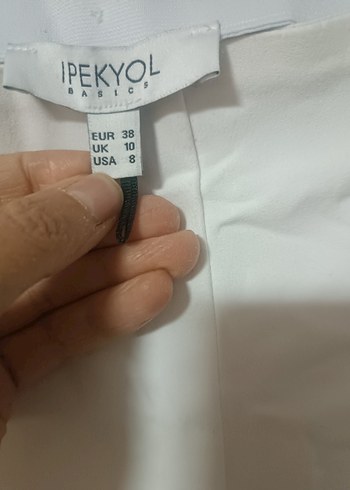 IPEKYOL
BASICS
EUR 38
UK 10
USA 8